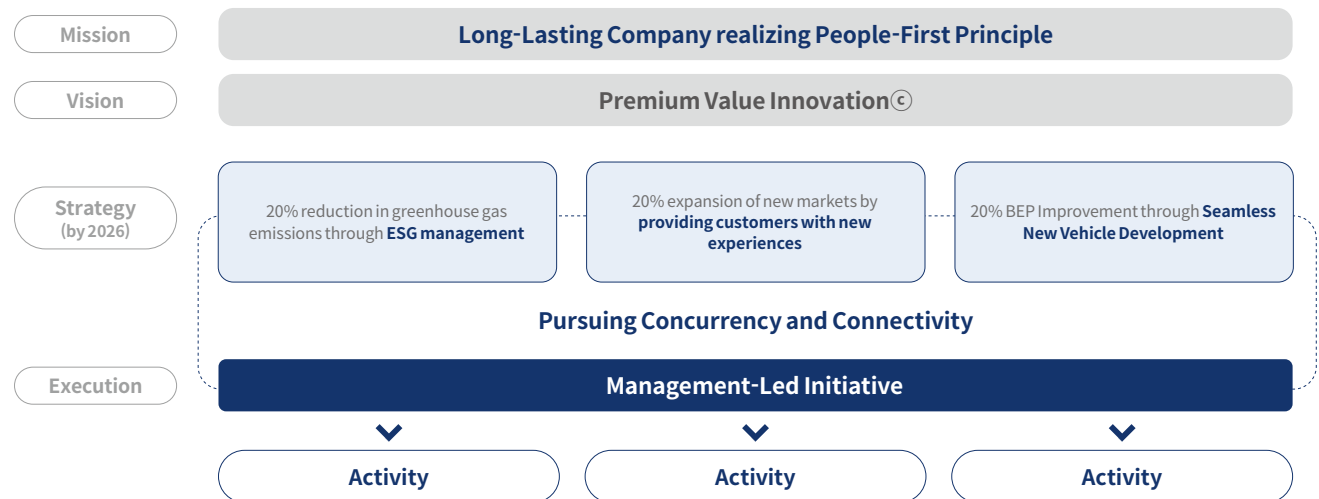 Mission
Long-Lasting Company realizing People-First Principle
Vision
Premium Value Innovationⓒ
Strategy
(by 2026)
20% reduction in greenhouse gas
emissions through ESG management
20% expansion of new markets by
providing customers with new
experiences
20% BEP Improvement through Seamless
New Vehicle Development
Pursuing Concurrency and Connectivity
Execution
Management-Led Initiative
Activity
Activity
Activity